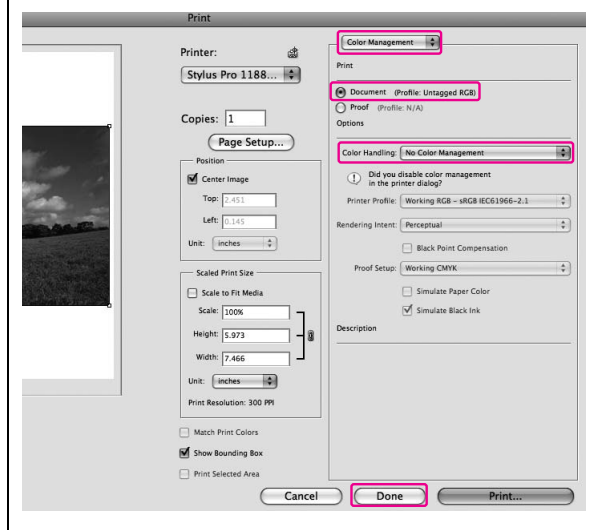 Print
Printer:
Stylus Pro 1188...
Copies: 1
Page Setup...
Position
Center Image
Top: 2.451
Left: 0.145
Unit: inches
Scaled Print Size
Scale to Fit Media
Scale: 100%
Height: 5.973
Width: 7.466
Unit: inches
Print Resolution: 300 PPI
Match Print Colors
Show Bounding Box
Print Selected Area
Color Management
Print
Document (Profile: Untagged RGB)
Proof (Profile: N/A)
Options
Color Handling: No Color Management
Did you disable color management
in the printer dialog?
Printer Profile: Working RGB - sRGB IEC61966-2.1
Rendering Intent: Perceptual
Black Point Compensation
Proof Setup: Working CMYK
Simulate Paper Color
Simulate Black Ink
Description
Cancel
Done
Print...